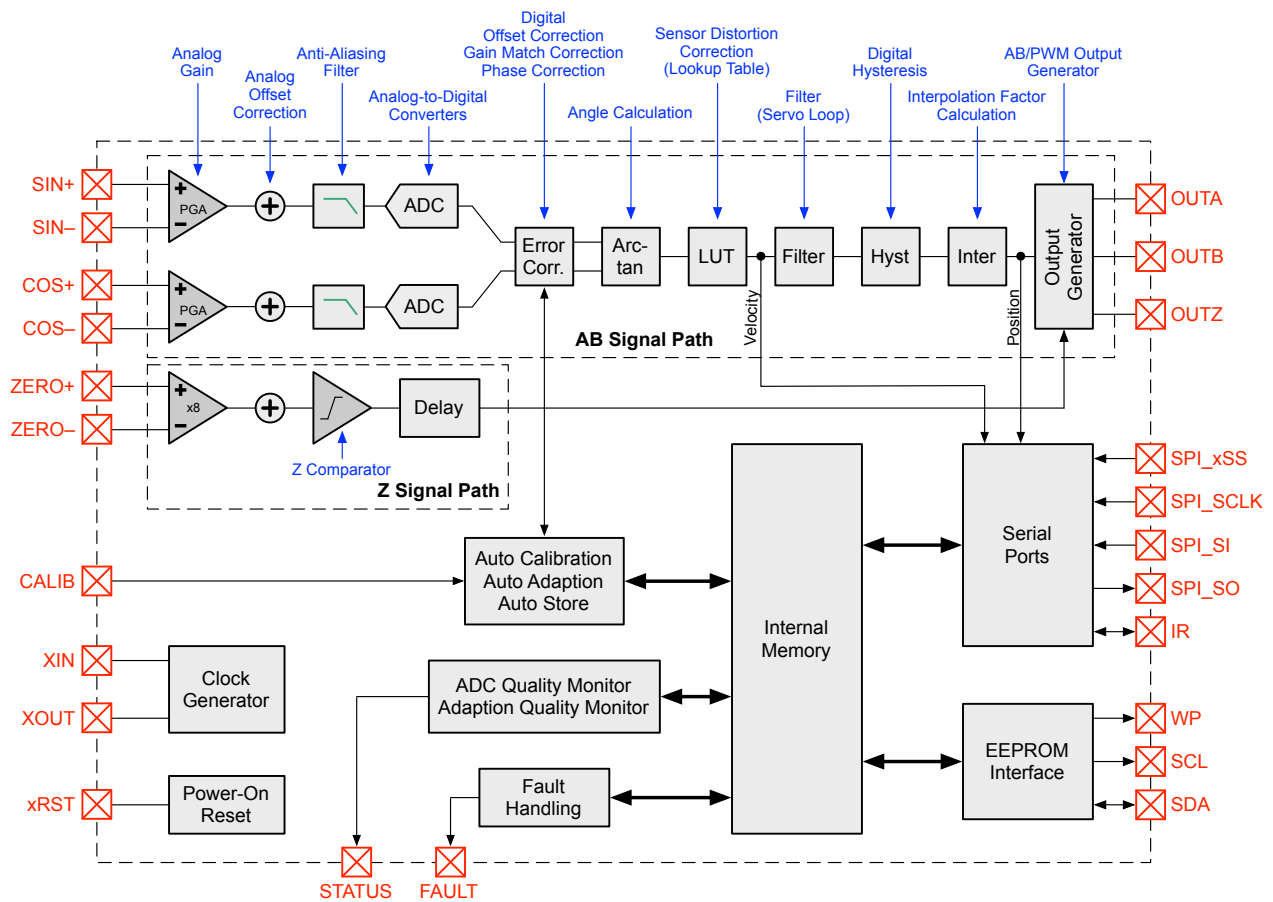 Digital
Offset Correction
Gain Match Correction
Phase Correction
Sensor Distortion
Correction
(Lookup Table)
Analog
Gain
Anti-Aliasing
Filter
Digital
Hysteresis
AB/PWM Output
Generator
Analog
Offset
Correction
Analog-to-Digital
Converters
Angle Calculation
Filter
(Servo Loop)
Interpolation Factor
Calculation
SIN+
SIN–
COS+
COS–
PGA
ADC
PGA
ADC
Error
Corr.
Arc-
tan
LUT
Filter
Hyst
Inter
Output
Generator
Velocity
Position
AB Signal Path
OUTA
OUTB
OUTZ
ZERO+
ZERO–
x8
Delay
Z Comparator
Z Signal Path
CALIB
Auto Calibration
Auto Adaption
Auto Store
Internal
Memory
Serial
Ports
SPI_xSS
SPI_SCLK
SPI_SI
SPI_SO
IR
XIN
XOUT
Clock
Generator
ADC Quality Monitor
Adaption Quality Monitor
EEPROM
Interface
WP
SCL
SDA
xRST
Power-On
Reset
Fault
Handling
STATUS
FAULT